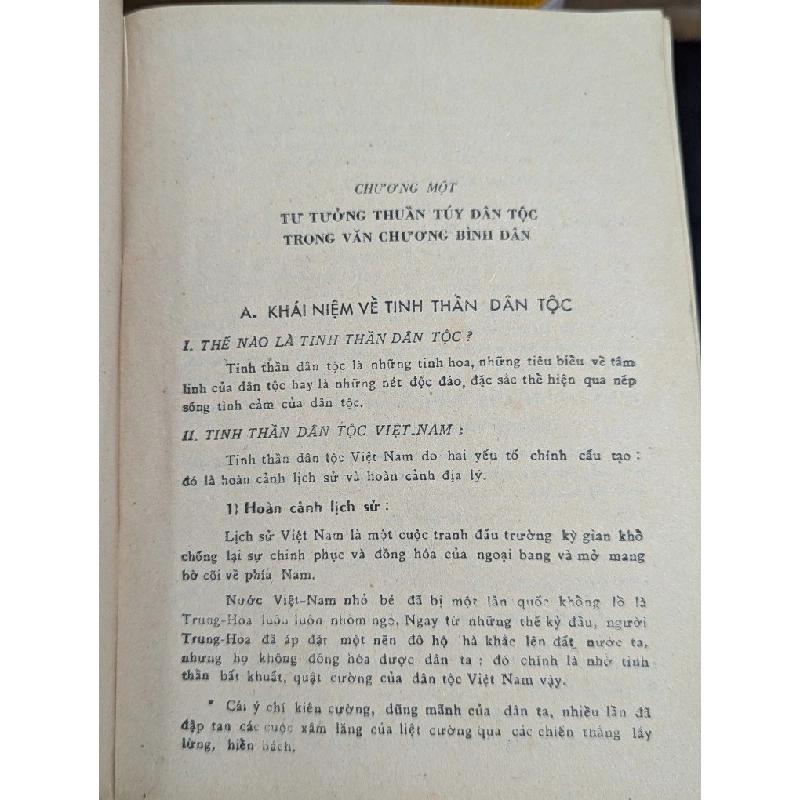 CHƯƠNG MỘT
TƯ TƯỞNG THUẦN TÚY DÂN TỘC
TRONG VĂN CHƯƠNG BÌNH DÂN
A. KHÁI NIỆM VỀ TINH THẦN DÂN TỘC
I. THẾ NÀO LÀ TINH THẦN DÂN TỘC ?
Tinh thần dân tộc là những tinh hoa, những tiêu biểu về tâm
linh của dân tộc hay là những nét độc đáo, đặc sắc thể hiện qua nếp
sống tình cảm của dân tộc.
II. TINH THẦN DÂN TỘC VIỆT-NAM :
Tinh thần dân tộc Việt Nam do hai yếu tố chính cấu tạo :
đó là hoàn cảnh lịch sử và hoàn cảnh địa lý.
1) Hoàn cảnh lịch sử :
Lịch sử Việt Nam là một cuộc tranh đấu trường kỳ gian khổ
chống lại sự chinh phục và đồng hóa của ngoại bang và mở mang
bờ cõi về phía Nam.
Nước Việt-Nam nhỏ bé đã bị một lân quốc khổng lồ là
Trung-Hoa luôn luôn nhòm ngó. Ngay từ những thế kỷ đầu, người
Trung-Hoa đã áp đặt một nền đô hộ hà khắc lên đất nước ta,
nhưng họ không đồng hóa được dân ta : đó chính là nhờ tinh
thần bất khuất, quật cường của dân tộc Việt Nam vậy.
* Cái ý chí kiên cường, dũng mãnh của dân ta, nhiều lần đã
đập tan các cuộc xâm lăng của liệt cường qua các chiến thắng lẫy
lừng, hiển hách.